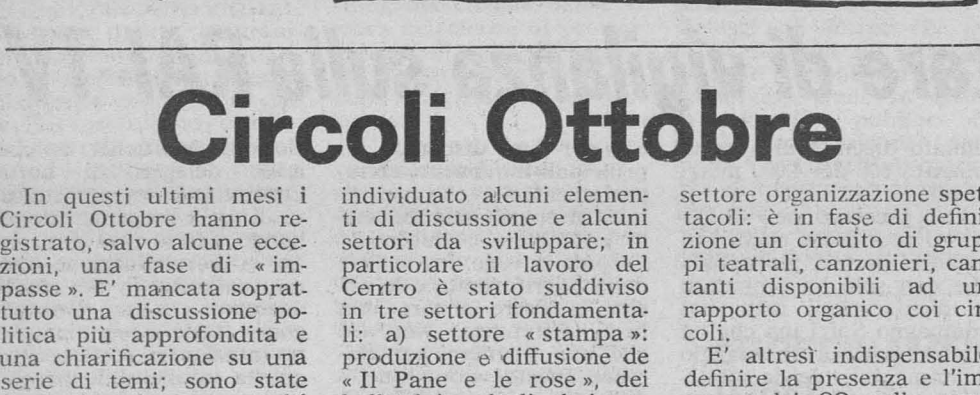 Circoli Ottobre
In questi ultimi mesi i
Circoli Ottobre hanno re-
gistrato, salvo alcune ecce-
zioni, una fase di « im-
passe ». E' mancata soprat-
tutto una discussione po-
litica più approfondita e
una chiarificazione su una
serie di temi; sono state
individuato alcuni elemen-
ti di discussione e alcuni
settori da sviluppare; in
particolare il lavoro del
Centro è stato suddiviso
in tre settori fondamenta-
li: a) settore « stampa »:
produzione e diffusione de
« Il Pane e le rose », dei
settore organizzazione spet
tacoli: è in fase di defini
zione un circuito di grup
pi teatrali, canzonieri, can
tanti disponibili ad un
rapporto organico coi cir
coli.
E' altresì indispensabil
definire la presenza e l'im